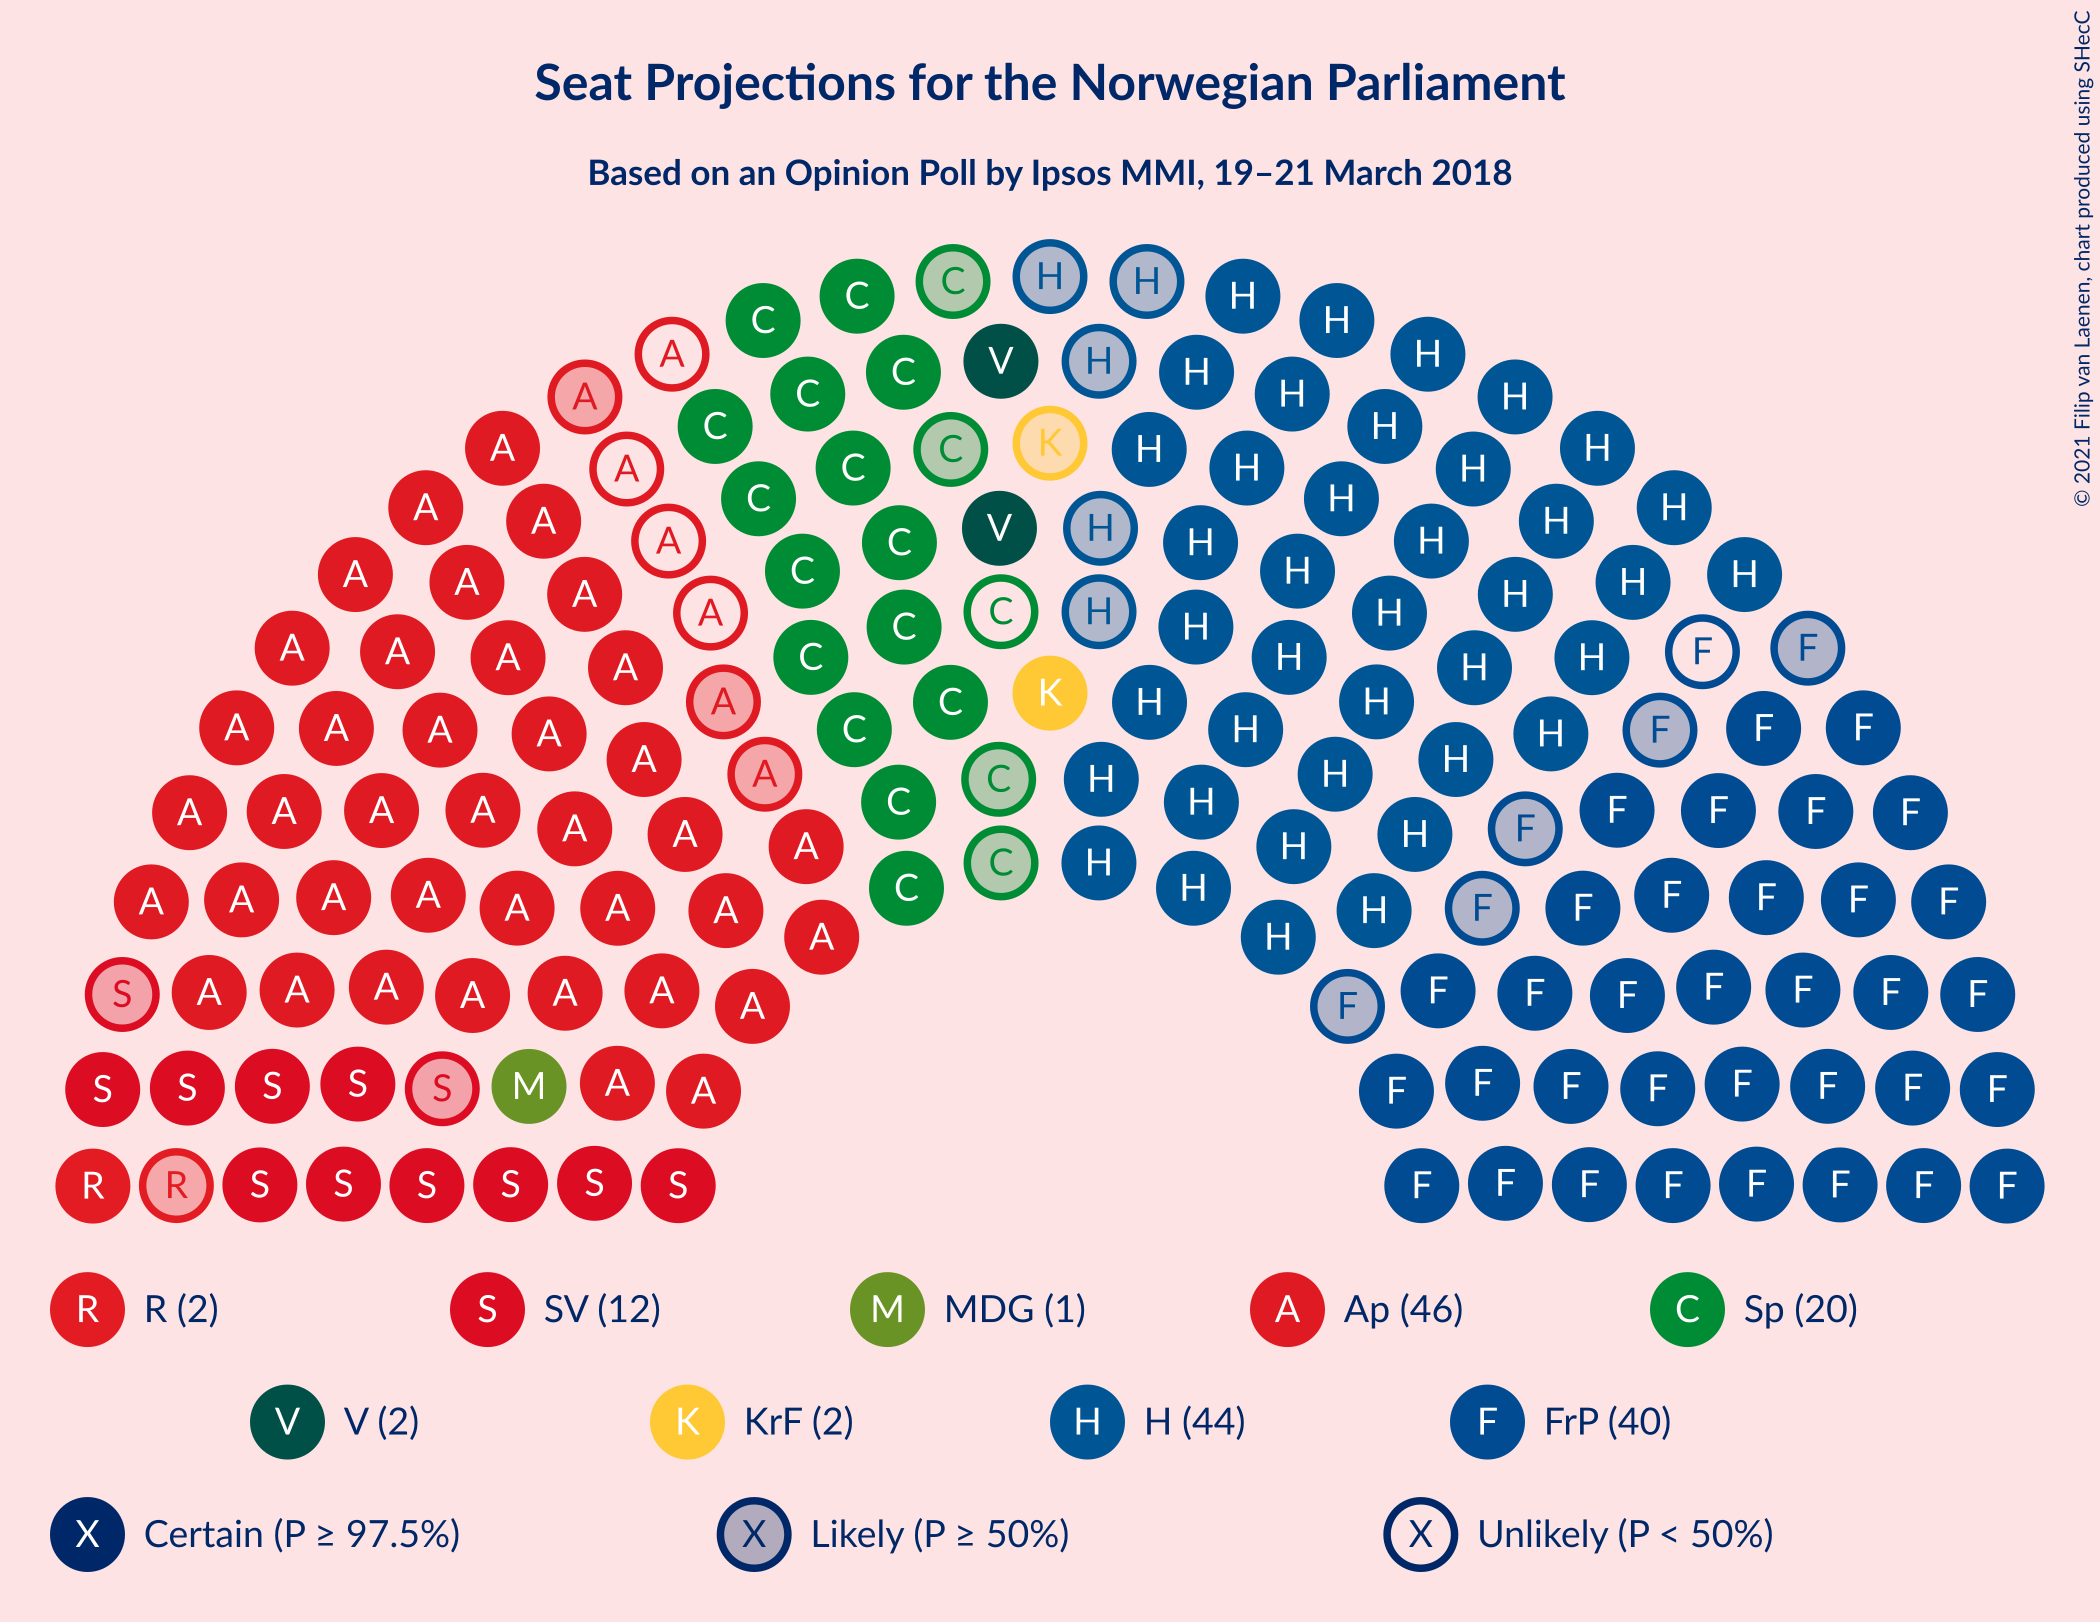 © 2021 Filip van Laenen, chart produced using SHecC
Seat Projections for the Norwegian Parliament
Based on an Opinion Poll by Ipsos MMI, 19–21 March 2018
C H H
C H
C H
A V H H
C H
A C H H
C H
A C K H H
A C H H
C H
A H
A V H H
A C H H
A A C H H H
A H
A C H H
C H
A A A C H H F F
A H
A C K H H
A A A A C H H F F F
A H
A C H H
A A A A C H F F F F
A A H F
A H
C H
C H
A A A A A A A H F F F F F F
A H
S A A A A A A A F F F F F F F F
S S S S S M A A F F F F F F F F
R R S S S S S S F F F F F F F F
R R (2) S SV (12) M MDG (1) A Ap (46) C Sp (20)
V V (2) K KrF (2) H H (44) F FrP (40)
X Certain (P ≥ 97.5%) X Likely (P ≥ 50%) X Unlikely (P < 50%)